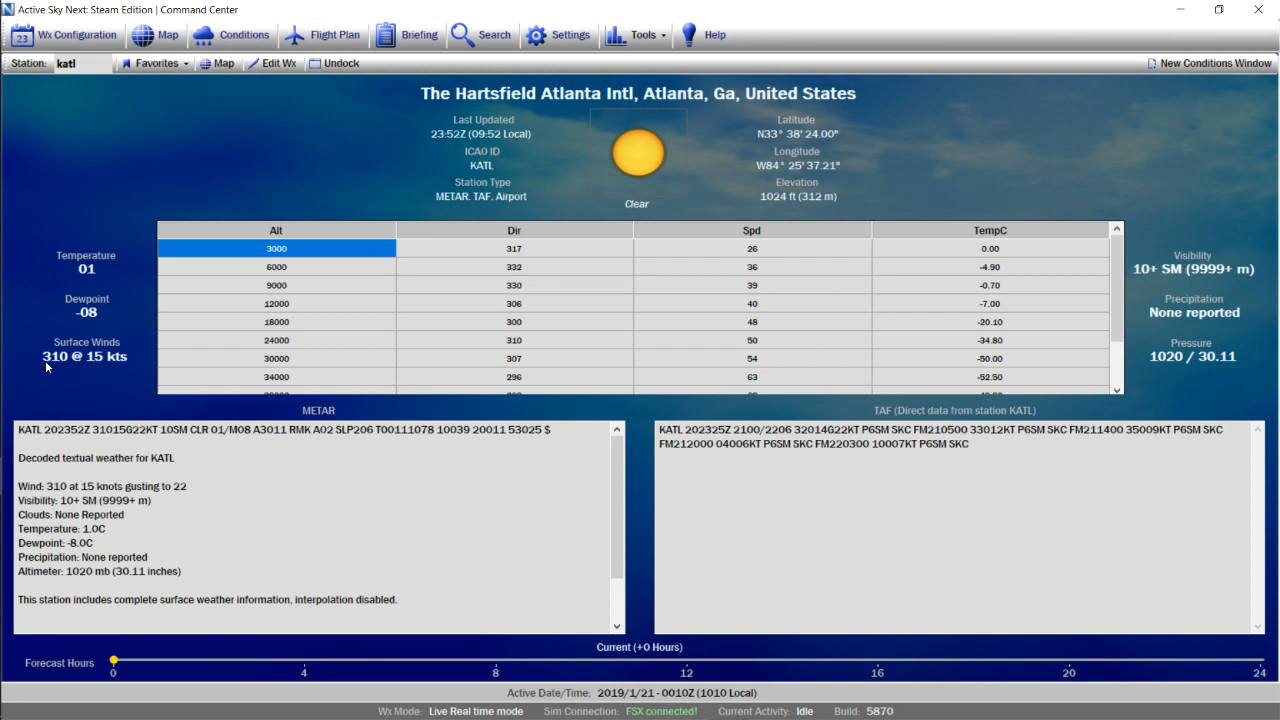 Active Sky Next: Steam Edition | Command Center
23 Wx Configuration Map Conditions Flight Plan Briefing Search Settings Tools Help
Station: katl Favorites Map Edit Wx Undock New Conditions Window
The Hartsfield Atlanta Intl, Atlanta, Ga, United States
Last Updated
23:52Z (09:52 Local)
ICAO ID
KATL
Station Type
METAR. TAF. Airport
Clear
Latitude
N33° 38' 24.00"
Longitude
W84° 25' 37.21"
Elevation
1024 ft (312 m)
Temperature
01
Dewpoint
-08
Surface Winds
310 @ 15 kts
Alt Dir Spd TempC
3000 317 26 0.00
6000 332 36 -4.90
9000 330 39 -0.70
12000 306 40 -7.00
18000 300 48 -20.10
24000 310 50 -34.80
30000 307 54 -50.00
34000 296 63 -52.50
Visibility
10+ SM (9999+ m)
Precipitation
None reported
Pressure
1020 / 30.11
METAR
KATL 202352Z 31015G22KT 10SM CLR 01/M08 A3011 RMK A02 SLP206 T00111078 10039 20011 53025 $
Decoded textual weather for KATL
Wind: 310 at 15 knots gusting to 22
Visibility: 10+ SM (9999+ m)
Clouds: None Reported
Temperature: 1.0C
Dewpoint: -8.0C
Precipitation: None reported
Altimeter: 1020 mb (30.11 inches)
This station includes complete surface weather information, interpolation disabled.
TAF (Direct data from station KATL)
KATL 202325Z 2100/2206 32014G22KT P6SM SKC FM210500 33012KT P6SM SKC FM211400 35009KT P6SM SKC
FM212000 04006KT P6SM SKC FM220300 10007KT P6SM SKC
Current (+0 Hours)
Forecast Hours
0 4 8 12 16 20 24
Active Date/Time: 2019/1/21 - 0010Z (1010 Local)
Wx Mode: Live Real time mode Sim Connection: FSX connected! Current Activity: Idle Build: 5870